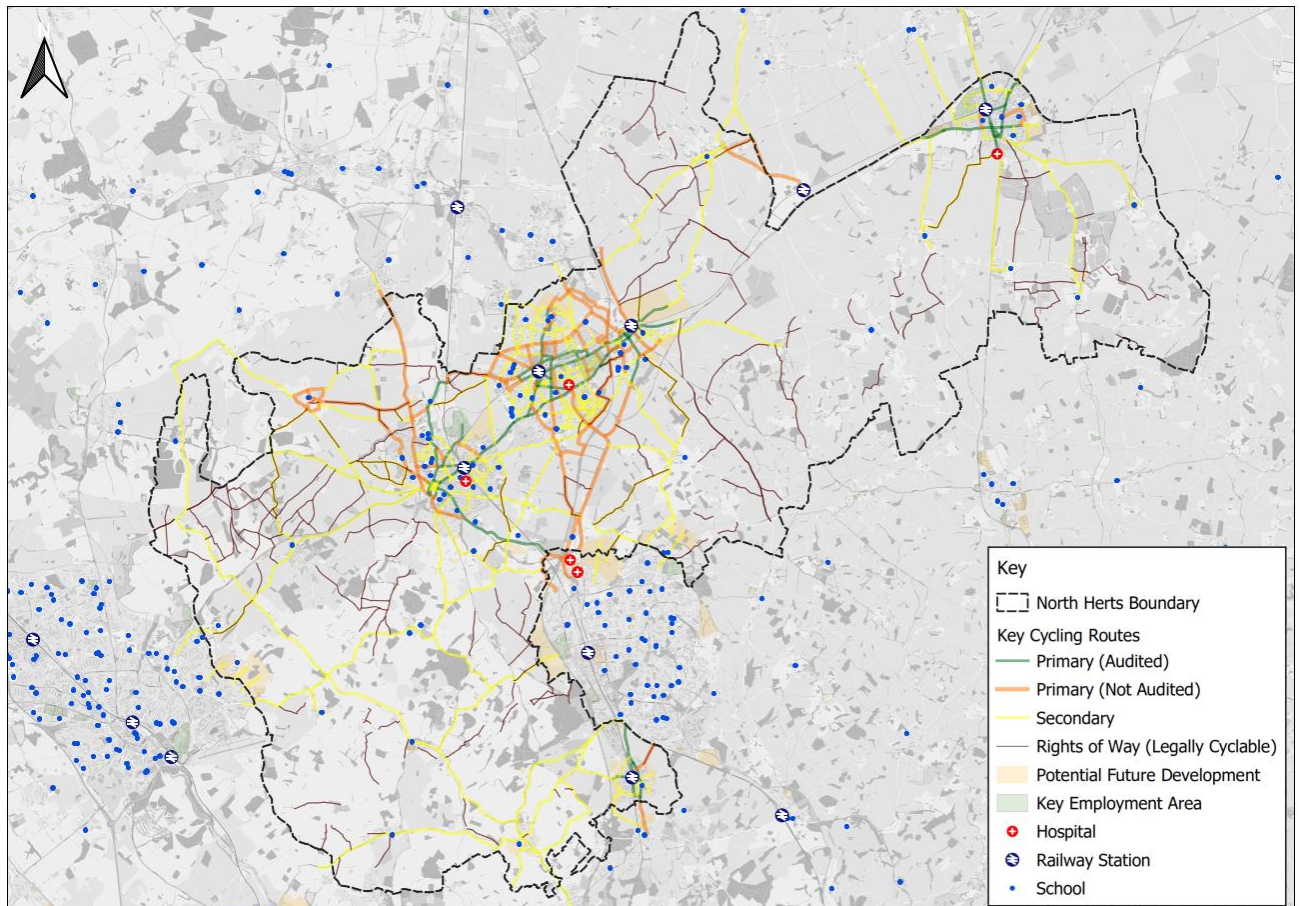 Key
North Herts Boundary
Key Cycling Routes
Primary (Audited)
Primary (Not Audited)
Secondary
Rights of Way (Legally Cyclable)
Potential Future Development
Key Employment Area
Hospital
Railway Station
School